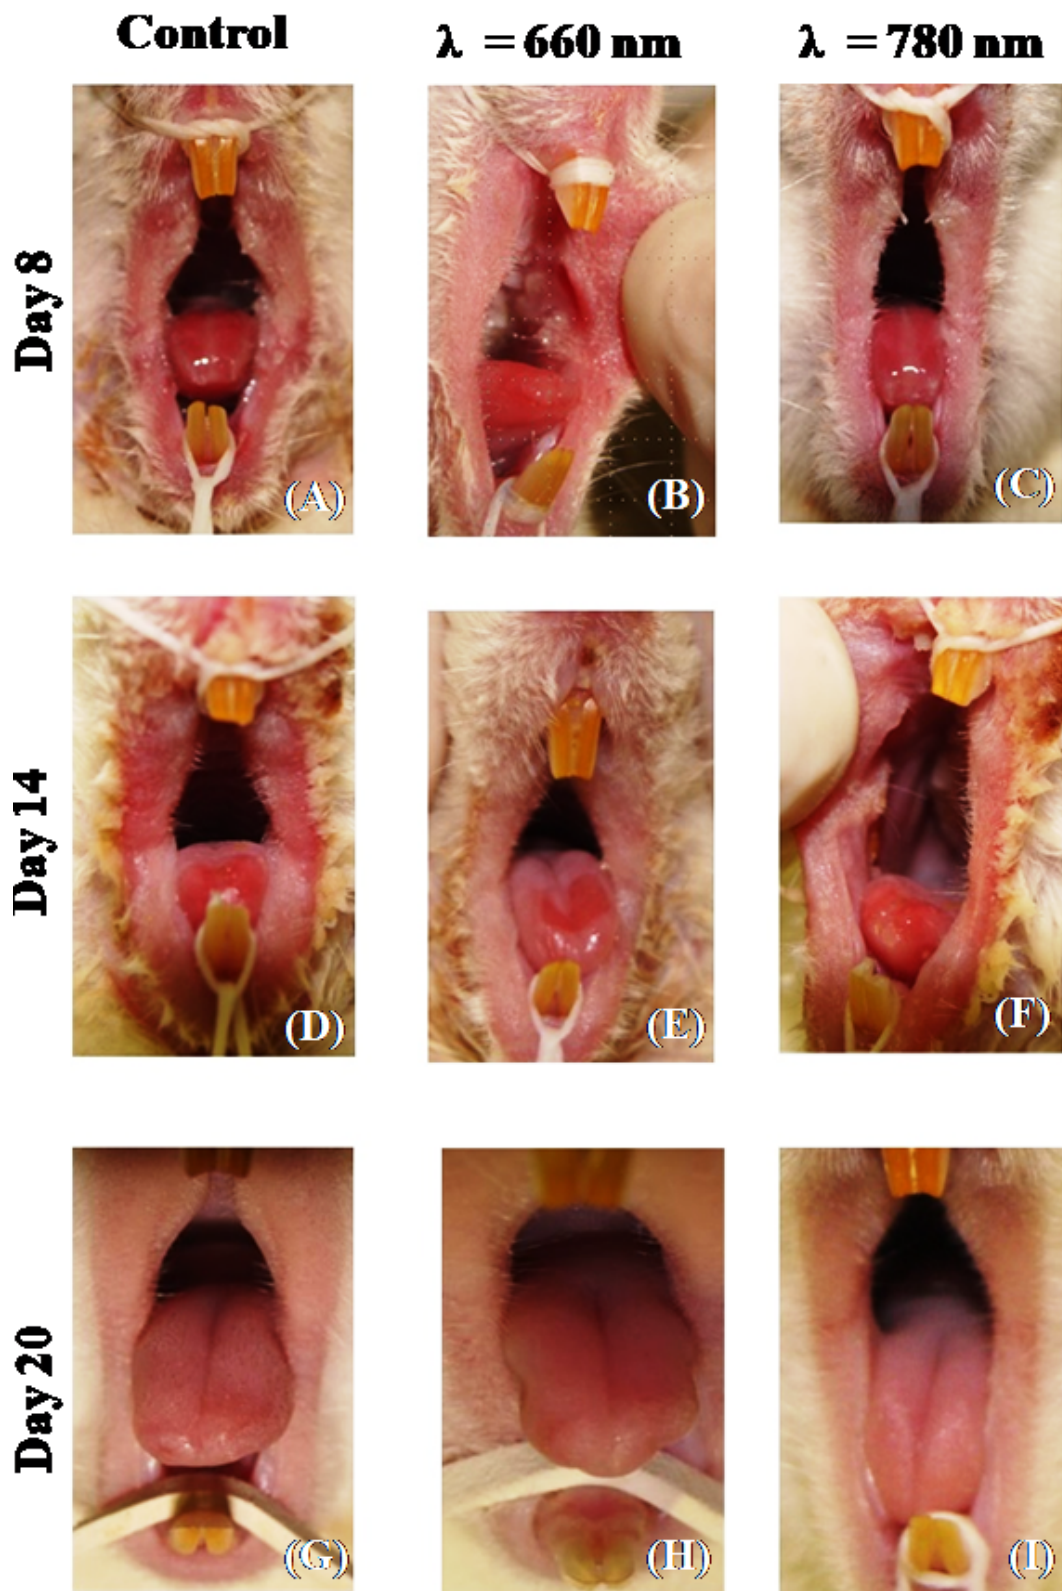 Control
λ = 660 nm
λ = 780 nm
Day 8
(A)
(B)
(C)
Day 14
(D)
(E)
(F)
Day 20
(G)
(H)
(I)